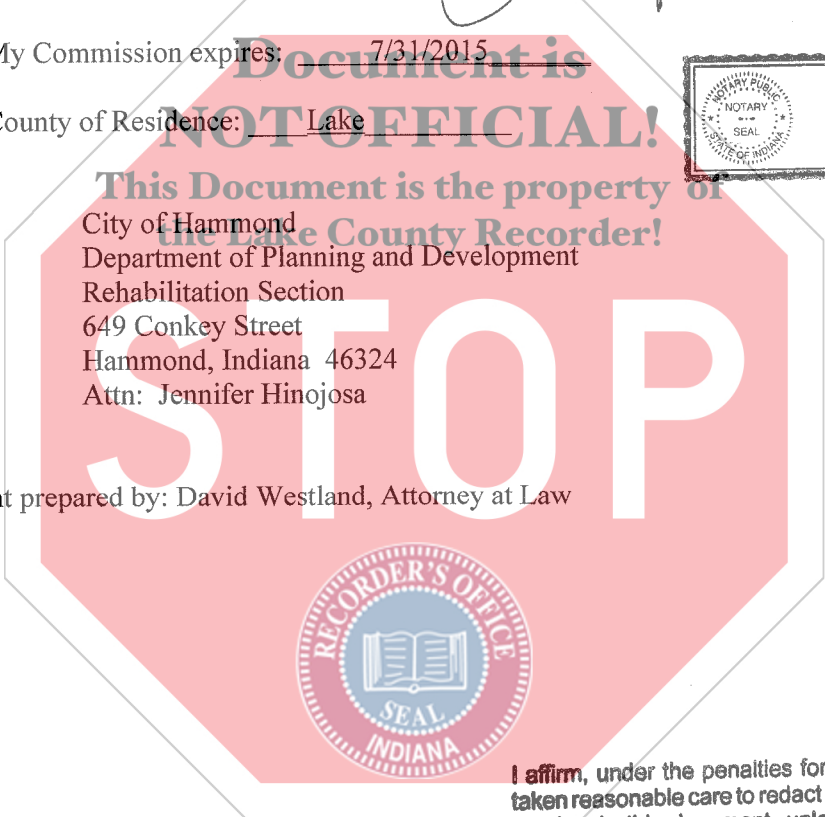 My Commission expires: 7/31/2015
County of Residence: Lake
NOTARY PUBLIC
NOTARY
SEAL
STATE OF INDIANA
Document is
NOT OFFICIAL!
This Document is the property of
the Lake County Recorder!
City of Hammond
Department of Planning and Development
Rehabilitation Section
649 Conkey Street
Hammond, Indiana 46324
Attn: Jennifer Hinojosa
STOP
prepared by: David Westland, Attorney at Law
RECORDER'S OFFICE
SEAL
INDIANA
I affirm, under the penalties for
taken reasonable care to redact